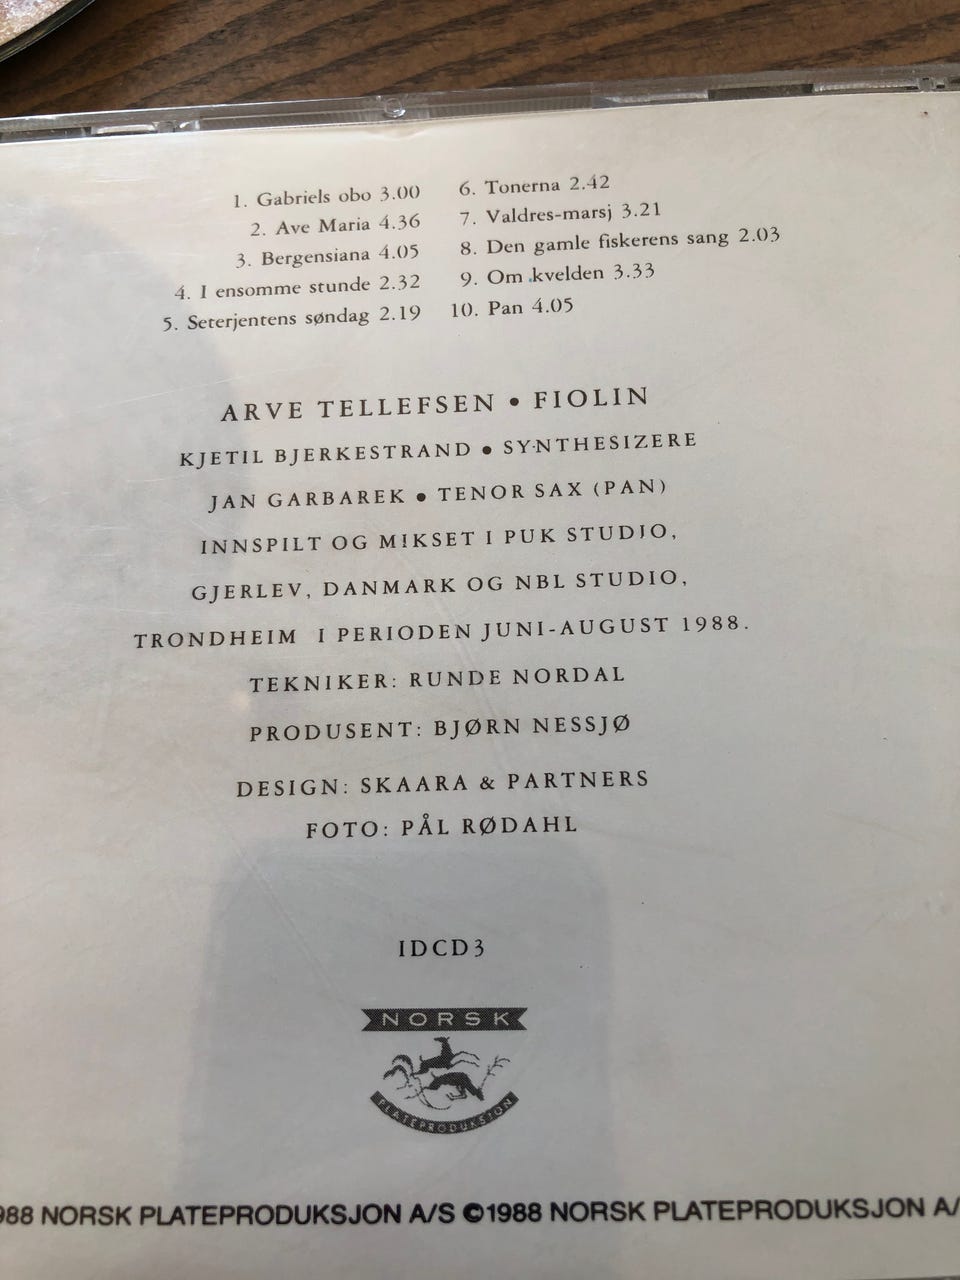 1. Gabriels obo 3.00
2. Ave Maria 4.36
3. Bergensiana 4.05
4. I ensomme stunde 2.32
5. Seterjentens søndag 2.19
6. Tonerna 2.42
7. Valdres-marsj 3.21
8. Den gamle fiskerens sang 2.03
9. Om kvelden 3.33
10. Pan 4.05
ARVE TELLEFSEN • FIOLIN
KJETIL BJERKESTRAND • SYNTHESIZERE
JAN GARBAREK • TENOR SAX (PAN)
INNSPILT OG MIKSET I PUK STUDIO,
GJERLEV, DANMARK OG NBL STUDIO,
TRONDHEIM I PERIODEN JUNI-AUGUST 1988.
TEKNIKER: RUNDE NORDAL
PRODUSENT: BJØRN NESSJØ
DESIGN: SKAARA & PARTNERS
FOTO: PÅL RØDAHL
IDCD3
NORSK
PLATEPRODUKSJON
988 NORSK PLATEPRODUKSJON A/S ©1988 NORSK PLATEPRODUKSJON A/